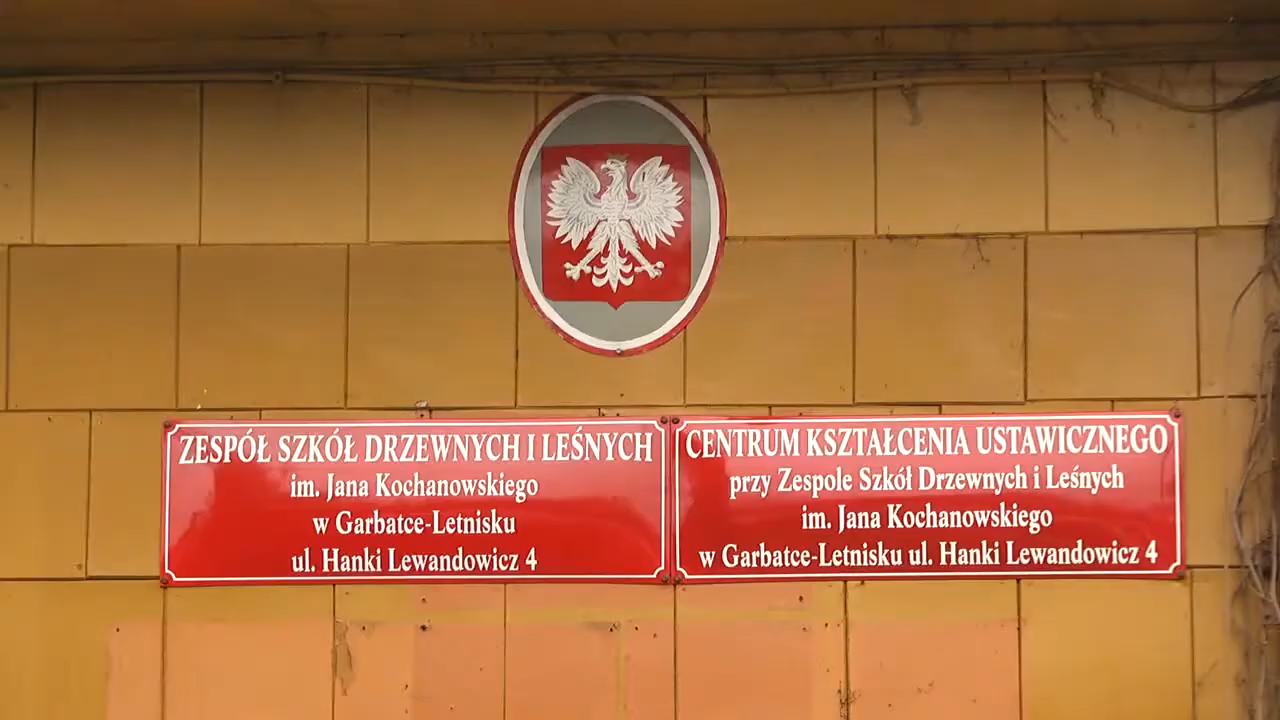 ZESPÓŁ SZKÓŁ DRZEWNYCH I LEŚNYCH
im. Jana Kochanowskiego
w Garbatce-Letnisku
ul. Hanki Lewandowicz 4
CENTRUM KSZTAŁCENIA USTAWICZNEGO
przy Zespole Szkół Drzewnych i Leśnych
im. Jana Kochanowskiego
w Garbatce-Letnisku ul. Hanki Lewandowicz 4